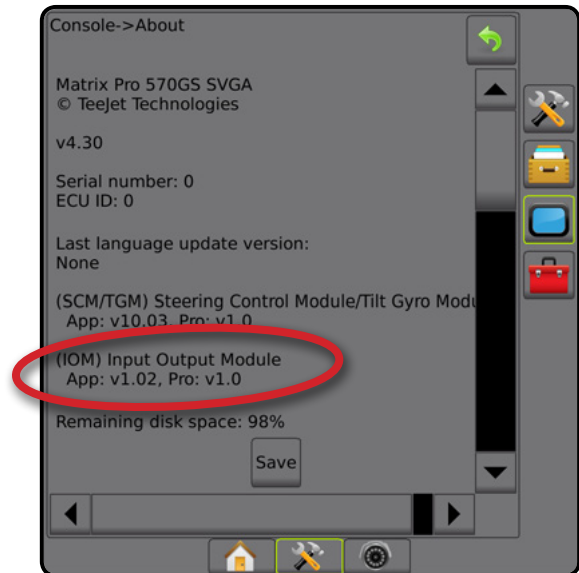 Console->About
Matrix Pro 570GS SVGA
© TeeJet Technologies
v4.30
Serial number: 0
ECU ID: 0
Last language update version:
None
(SCM/TGM) Steering Control Module/Tilt Gyro Modu
App: v10.03, Pro: v1.0
(IOM) Input Output Module
App: v1.02, Pro: v1.0
Remaining disk space: 98%
Save